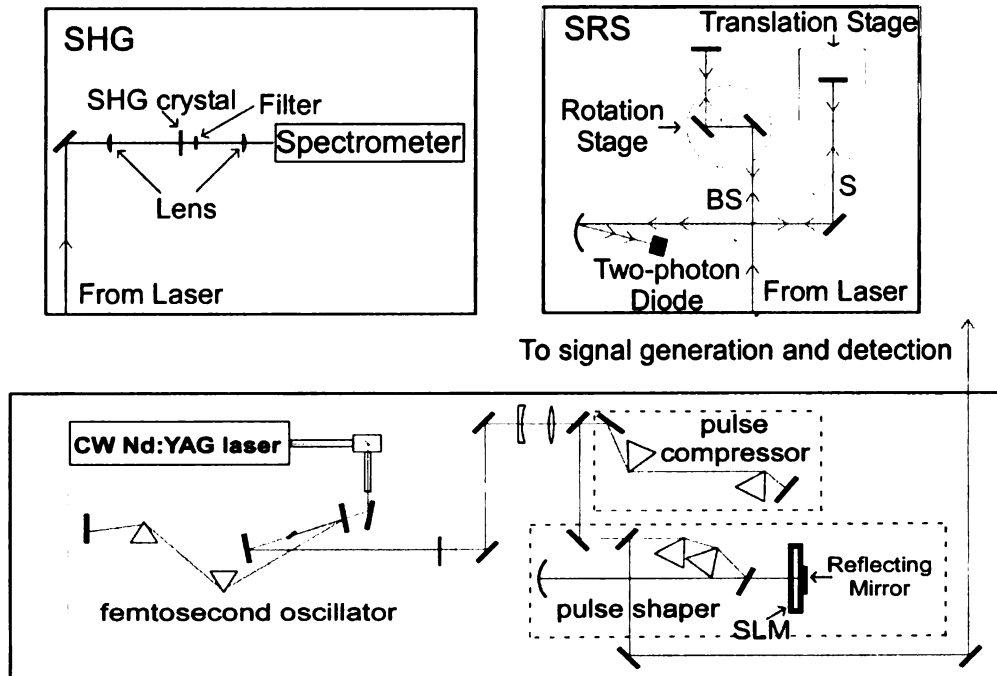 SHG
SHG crystal
Filter
Spectrometer
Lens
From Laser
SRS
Translation Stage
Rotation
Stage
BS
S
Two-photon
Diode
From Laser
To signal generation and detection
CW Nd:YAG laser
femtosecond oscillator
pulse
compressor
pulse shaper
SLM
Reflecting
Mirror